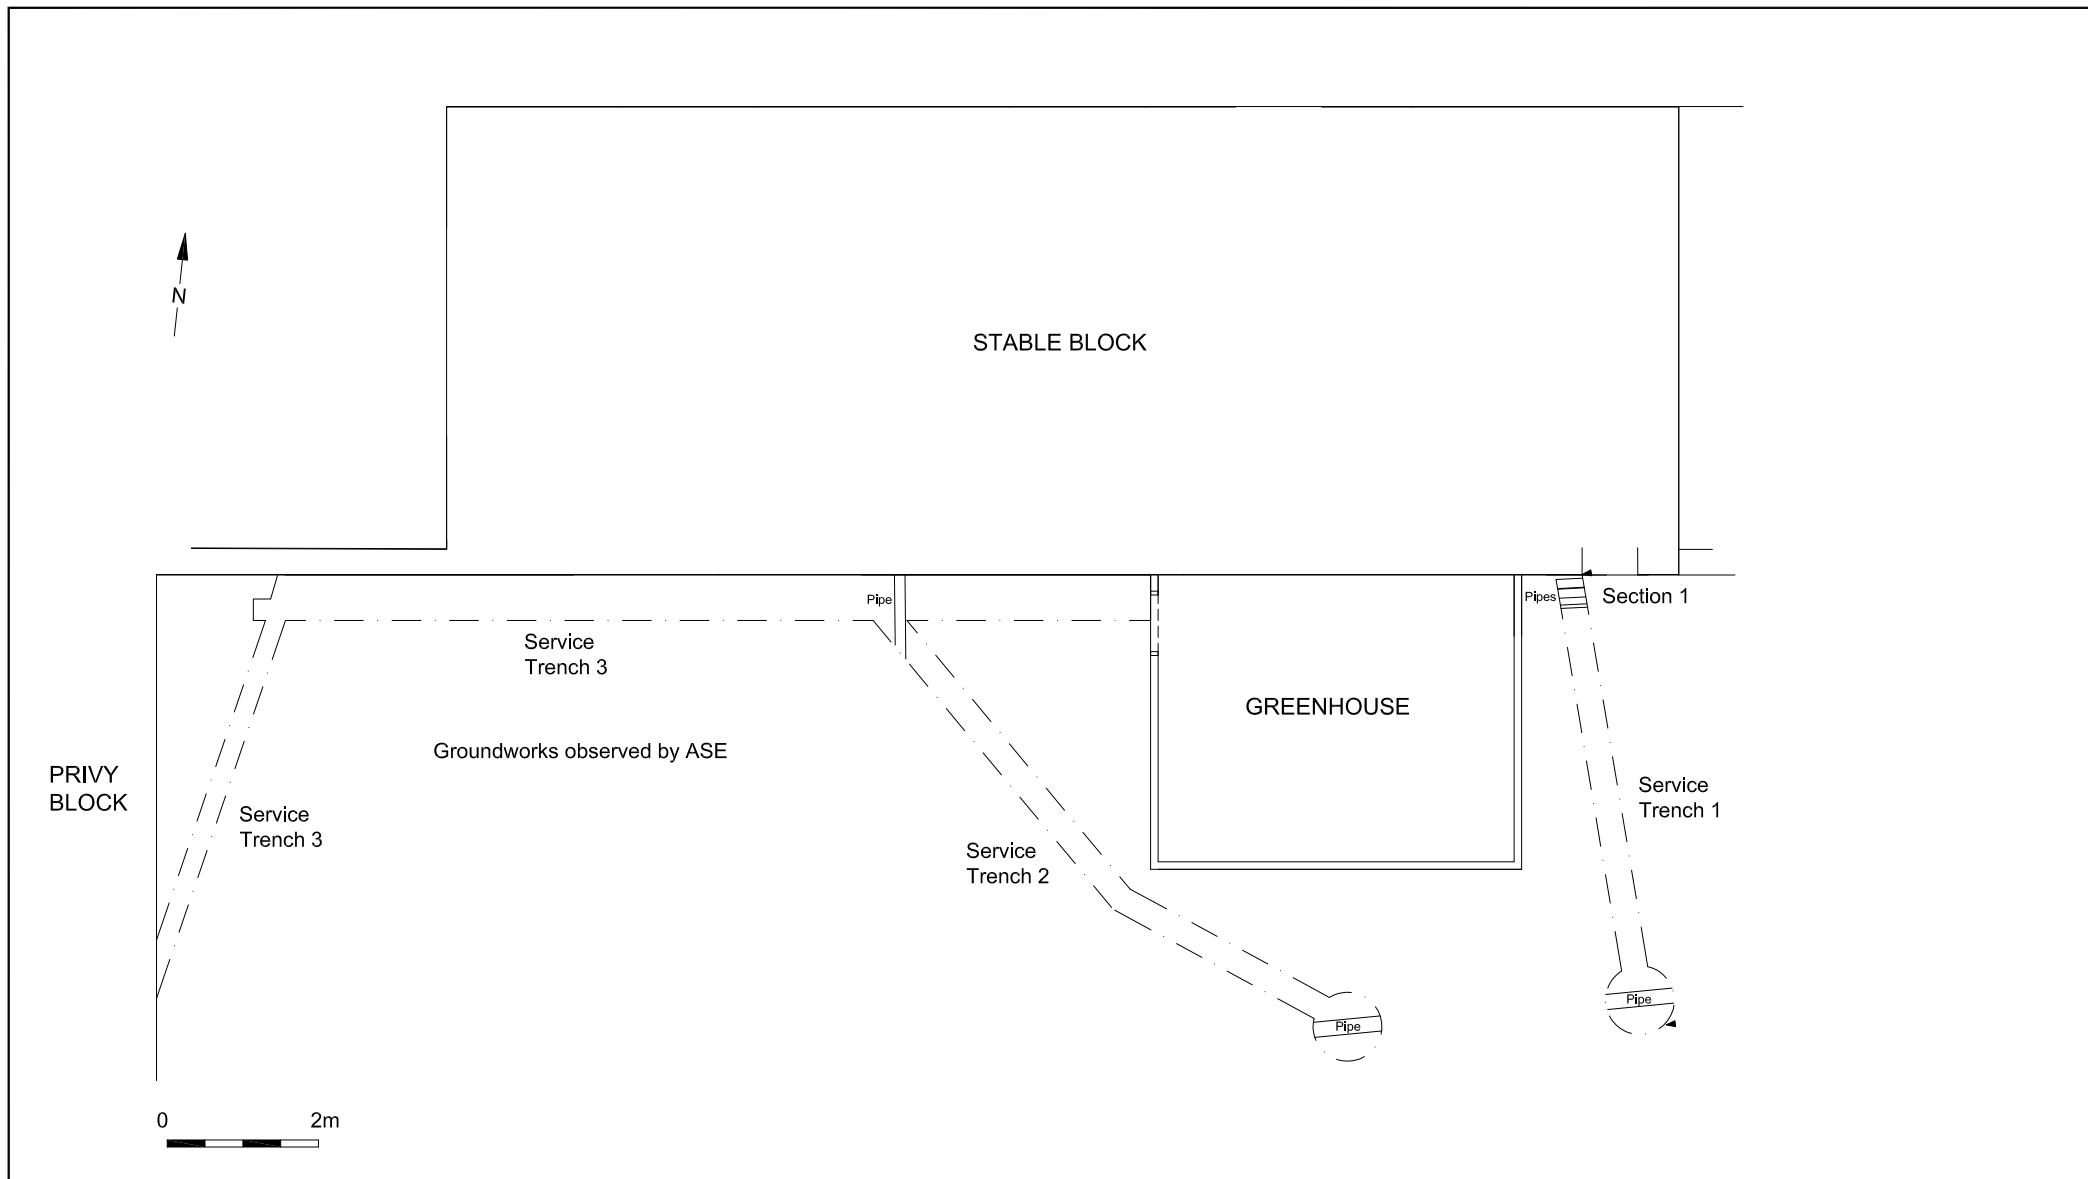 N
STABLE BLOCK
Pipe
Pipes
Section 1
Service
Trench 3
GREENHOUSE
Groundworks observed by ASE
PRIVY
BLOCK
Service
Trench 3
Service
Trench 2
Service
Trench 1
Pipe
Pipe
0 2m